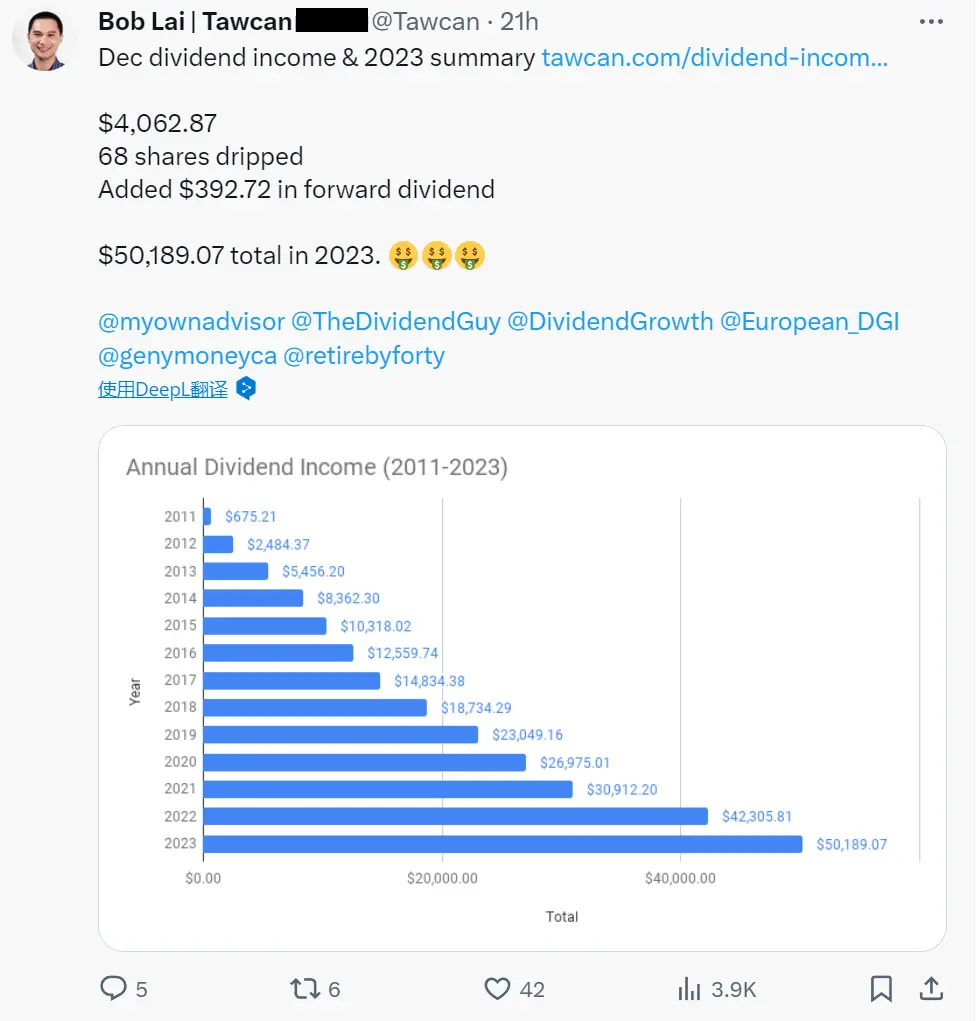 Bob Lai | Tawcan @Tawcan · 21h
Dec dividend income & 2023 summary tawcan.com/dividend-incom...
$4,062.87
68 shares dripped
Added $392.72 in forward dividend
$50,189.07 total in 2023. 🤑🤑🤑
@myownadvisor @TheDividendGuy @DividendGrowth @European_DGI
@genymoneyca @retirebyforty
使用DeepL翻译
Annual Dividend Income (2011-2023)
2011 $675.21
2012 $2,484.37
2013 $5,456.20
2014 $8,362.30
2015 $10,318.02
2016 $12,559.74
2017 $14,834.38
2018 $18,734.29
2019 $23,049.16
2020 $26,975.01
2021 $30,912.20
2022 $42,305.81
2023 $50,189.07
Year
$0.00 $20,000.00 $40,000.00
Total
5 6 42 3.9K